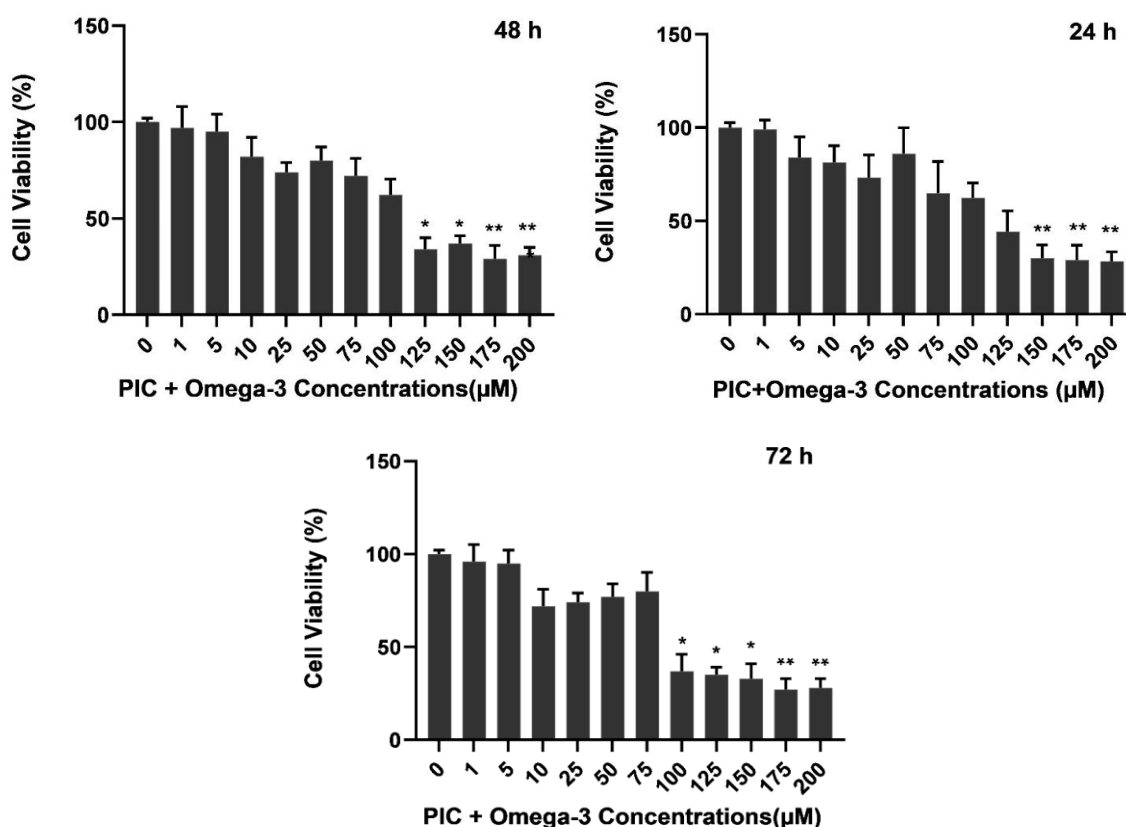 48 h
Cell Viability (%)
150
100
50
0
* * ** **
0 1 5 10 25 50 75 100 125 150 175 200
PIC + Omega-3 Concentrations(µM)
24 h
Cell Viability (%)
150
100
50
0
** ** **
0 1 5 10 25 50 75 100 125 150 175 200
PIC+Omega-3 Concentrations (µM)
72 h
Cell Viability (%)
150
100
50
0
* * * ** **
0 1 5 10 25 50 75 100 125 150 175 200
PIC + Omega-3 Concentrations(µM)